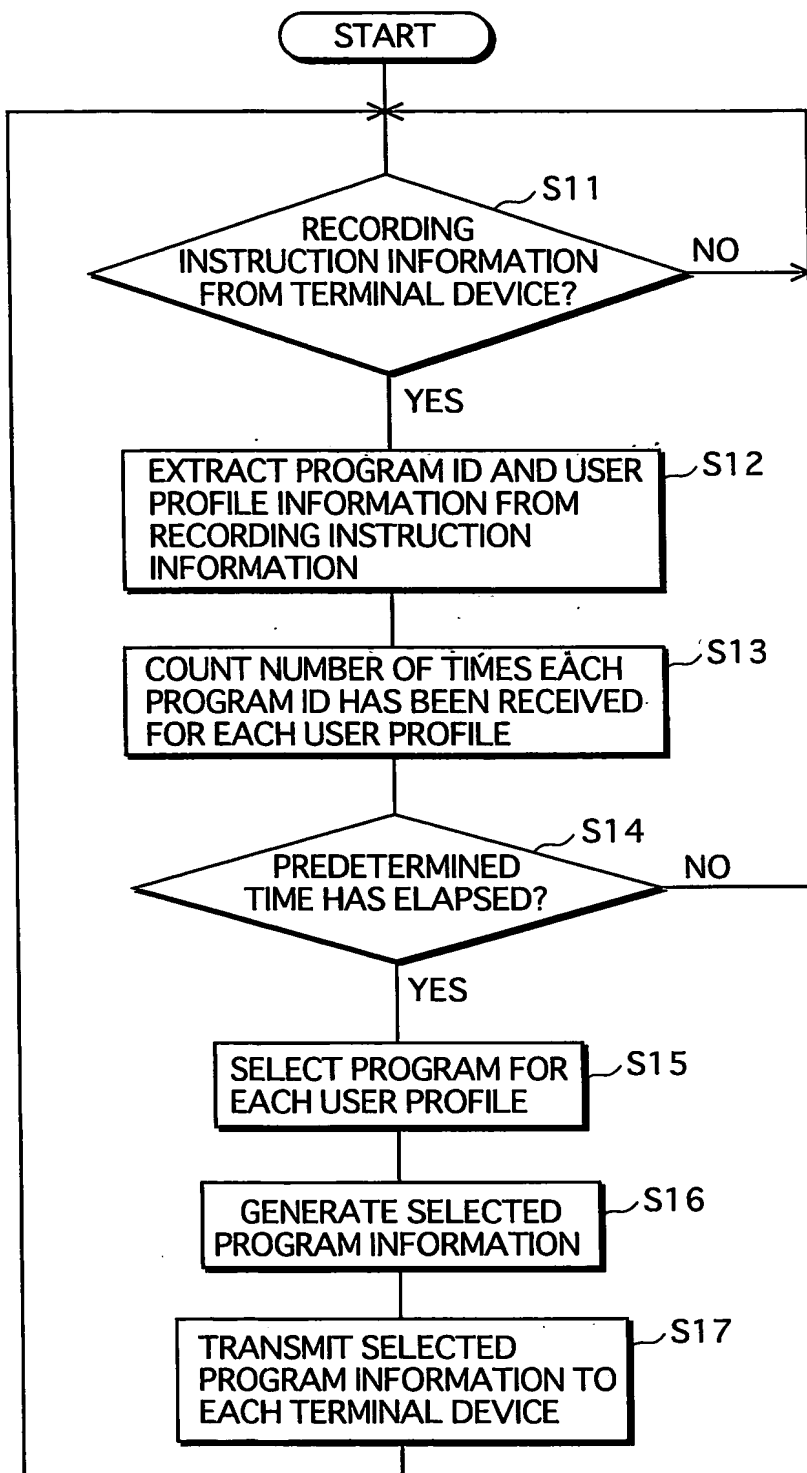 START
S11
RECORDING
INSTRUCTION INFORMATION
FROM TERMINAL DEVICE?
NO
YES
S12
EXTRACT PROGRAM ID AND USER
PROFILE INFORMATION FROM
RECORDING INSTRUCTION
INFORMATION
S13
COUNT NUMBER OF TIMES EACH
PROGRAM ID HAS BEEN RECEIVED
FOR EACH USER PROFILE
S14
PREDETERMINED
TIME HAS ELAPSED?
NO
YES
S15
SELECT PROGRAM FOR
EACH USER PROFILE
S16
GENERATE SELECTED
PROGRAM INFORMATION
S17
TRANSMIT SELECTED
PROGRAM INFORMATION TO
EACH TERMINAL DEVICE